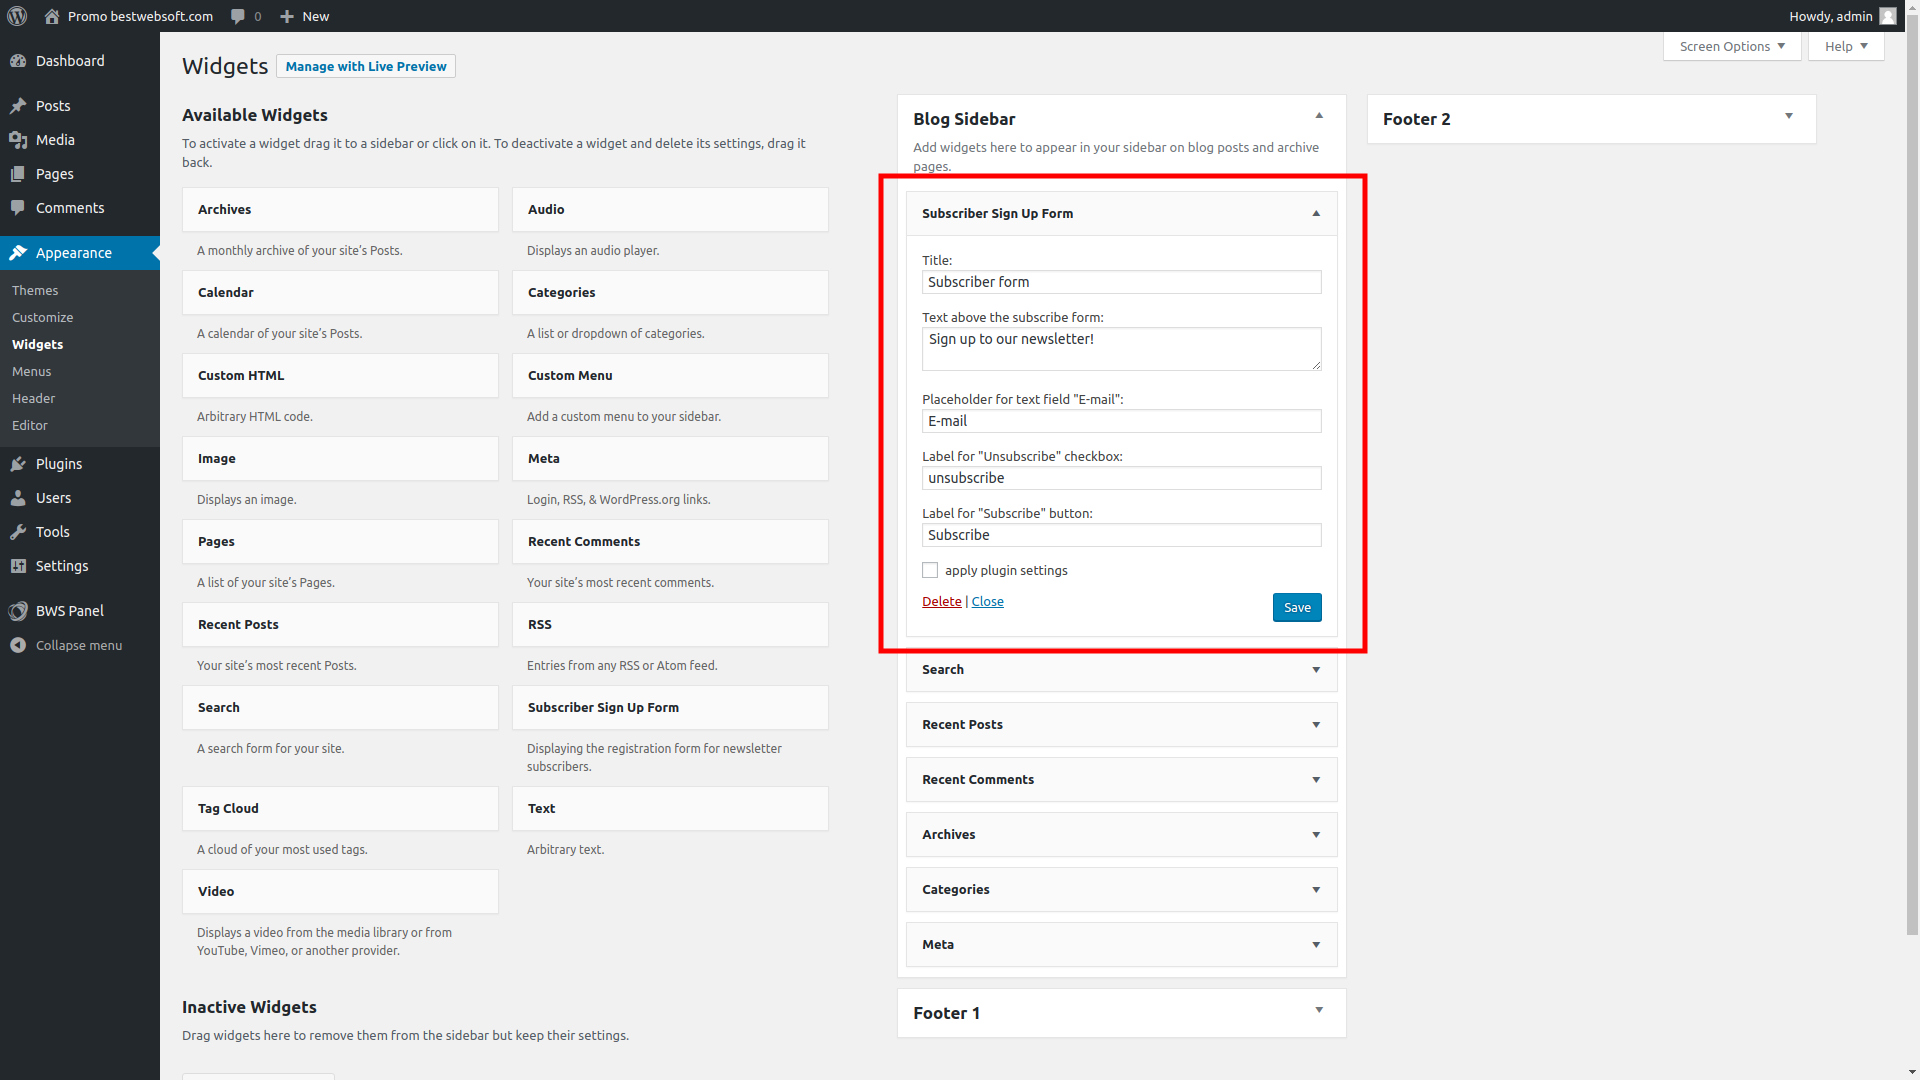 Promo bestwebsoft.com 0 New Howdy, admin
Dashboard
Posts
Media
Pages
Comments
Appearance
Themes
Customize
Widgets
Menus
Header
Editor
Plugins
Users
Tools
Settings
BWS Panel
Collapse menu
Screen Options Help
Widgets Manage with Live Preview
Available Widgets
To activate a widget drag it to a sidebar or click on it. To deactivate a widget and delete its settings, drag it
back.
Archives Audio
A monthly archive of your site's Posts. Displays an audio player.
Calendar Categories
A calendar of your site's Posts. A list or dropdown of categories.
Custom HTML Custom Menu
Arbitrary HTML code. Add a custom menu to your sidebar.
Image Meta
Displays an image. Login, RSS, & WordPress.org links.
Pages Recent Comments
A list of your site's Pages. Your site's most recent comments.
Recent Posts RSS
Your site's most recent Posts. Entries from any RSS or Atom feed.
Search Subscriber Sign Up Form
A search form for your site. Displaying the registration form for newsletter
subscribers.
Tag Cloud Text
A cloud of your most used tags. Arbitrary text.
Video
Displays a video from the media library or from
YouTube, Vimeo, or another provider.
Inactive Widgets
Drag widgets here to remove them from the sidebar but keep their settings.
Blog Sidebar
Add widgets here to appear in your sidebar on blog posts and archive
pages.
Subscriber Sign Up Form
Title:
Subscriber form
Text above the subscribe form:
Sign up to our newsletter!
Placeholder for text field "E-mail":
E-mail
Label for "Unsubscribe" checkbox:
unsubscribe
Label for "Subscribe" button:
Subscribe
apply plugin settings
Delete | Close Save
Search
Recent Posts
Recent Comments
Archives
Categories
Meta
Footer 1
Footer 2